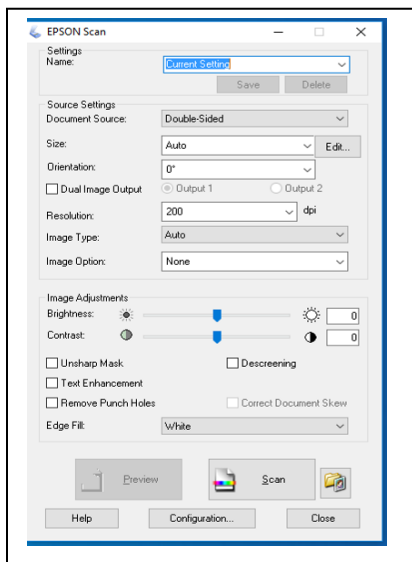 EPSON Scan
Settings
Name: Current Setting
Save Delete
Source Settings
Document Source: Double-Sided
Size: Auto Edit...
Orientation: 0°
Dual Image Output Output 1 Output 2
Resolution: 200 dpi
Image Type: Auto
Image Option: None
Image Adjustments
Brightness: 0
Contrast: 0
Unsharp Mask Descreening
Text Enhancement
Remove Punch Holes Correct Document Skew
Edge Fill: White
Preview Scan
Help Configuration... Close